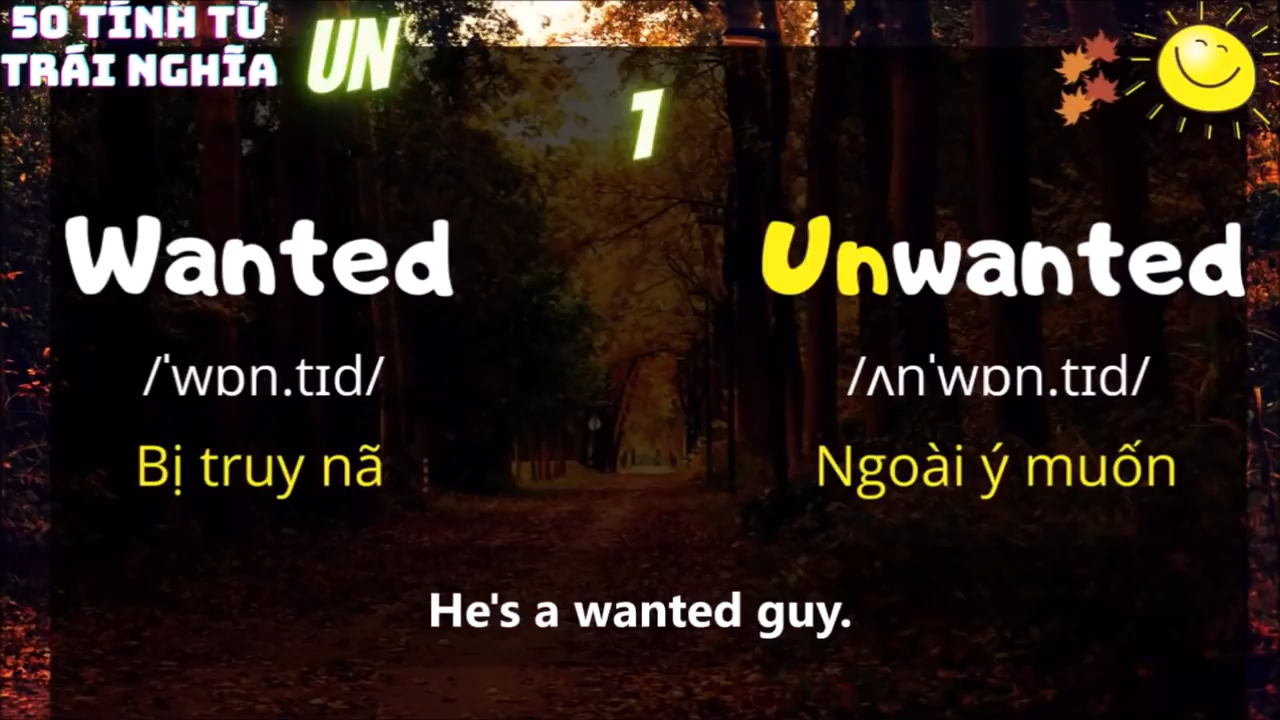 50 TÍNH TỪ
TRÁI NGHĨA
UN
1
Wanted
Unwanted
/ˈwɒn.tɪd/
/ʌnˈwɒn.tɪd/
Bị truy nã
Ngoài ý muốn
He's a wanted guy.